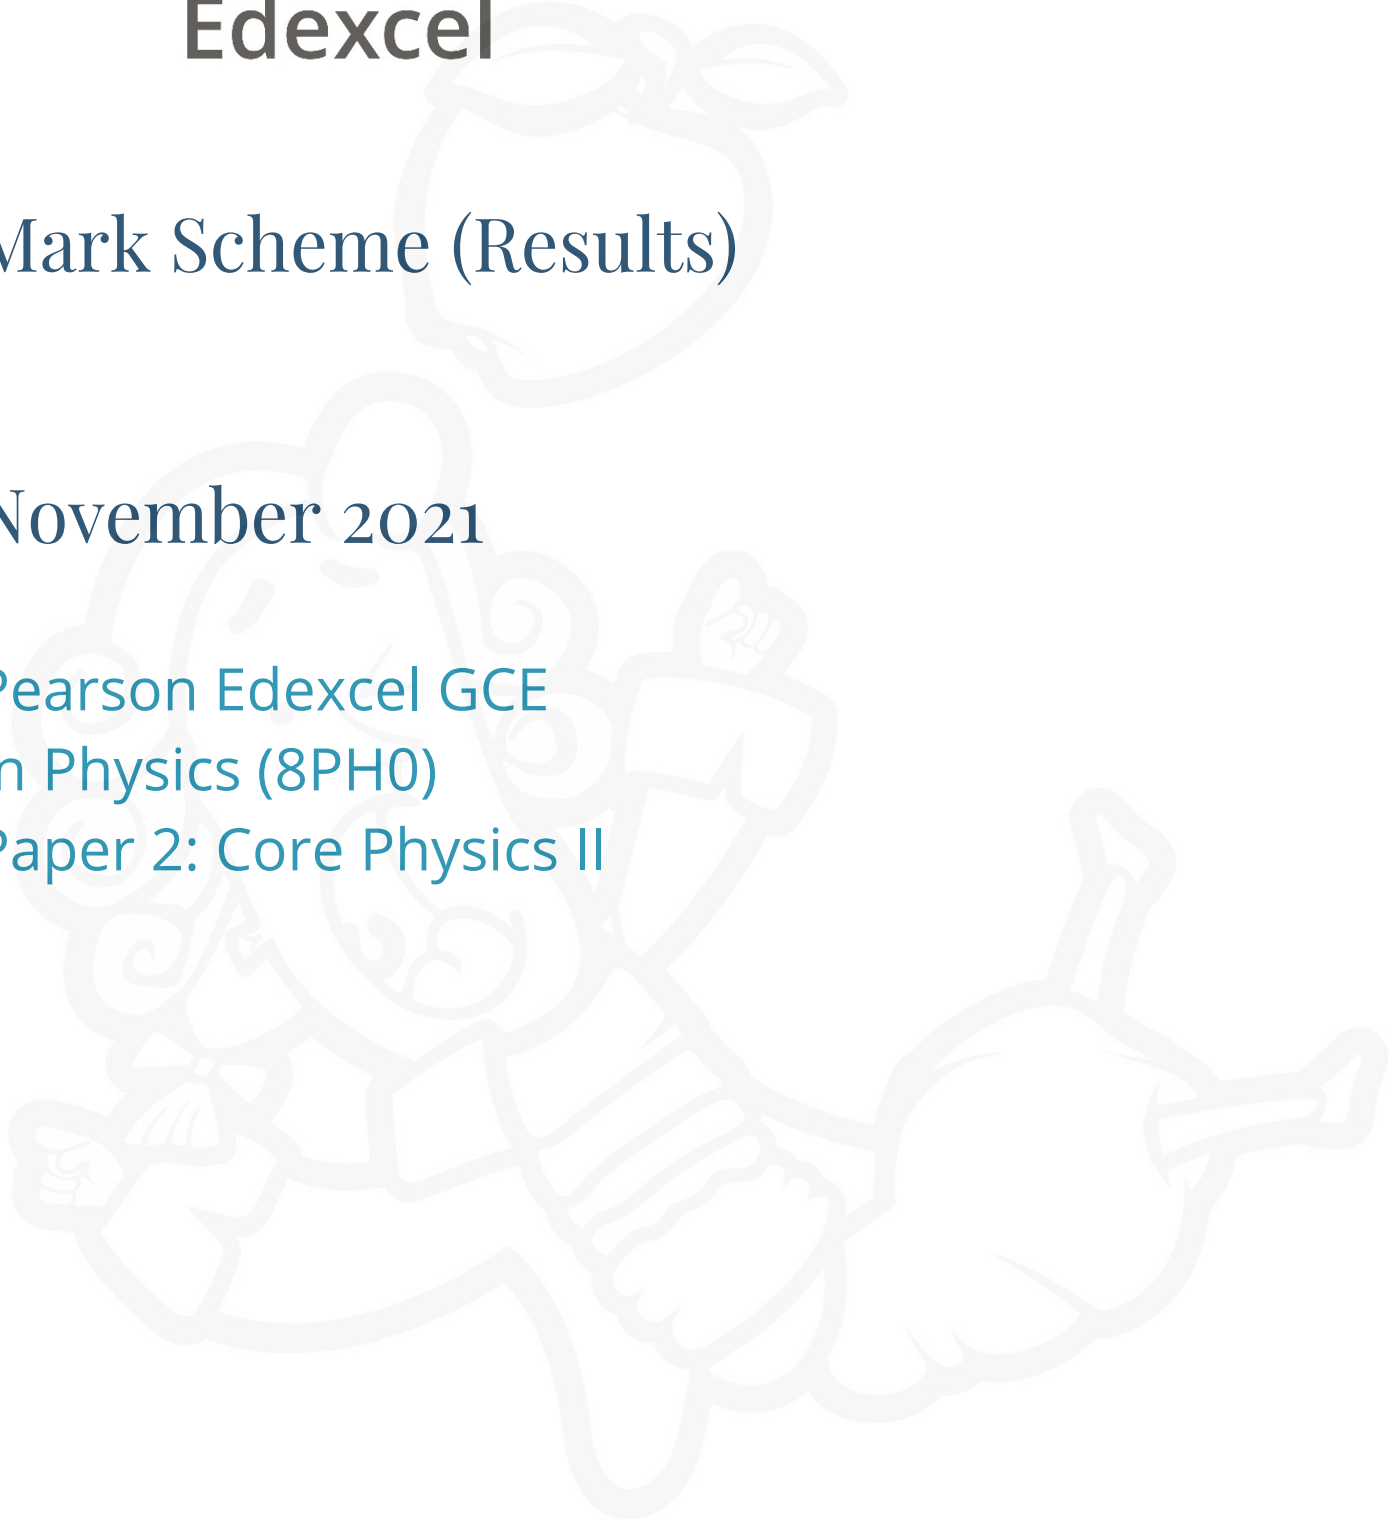 Edexcel
Mark Scheme (Results)
November 2021
Pearson Edexcel GCE
n Physics (8PH0)
Paper 2: Core Physics II